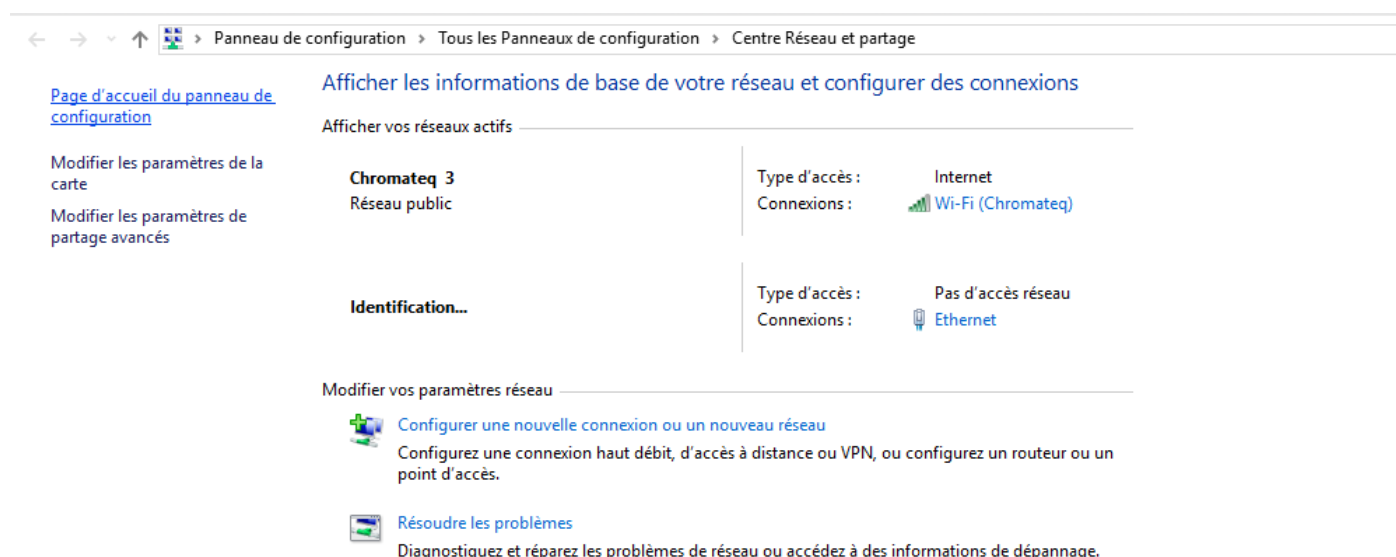 Panneau de configuration > Tous les Panneaux de configuration > Centre Réseau et partage
Page d'accueil du panneau de
configuration
Modifier les paramètres de la
carte
Modifier les paramètres de
partage avancés
Afficher les informations de base de votre réseau et configurer des connexions
Afficher vos réseaux actifs
Chromateq 3
Réseau public
Type d'accès : Internet
Connexions : Wi-Fi (Chromateq)
Identification...
Type d'accès : Pas d'accès réseau
Connexions : Ethernet
Modifier vos paramètres réseau
Configurer une nouvelle connexion ou un nouveau réseau
Configurez une connexion haut débit, d'accès à distance ou VPN, ou configurez un routeur ou un
point d'accès.
Résoudre les problèmes
Diagnostiquez et réparez les problèmes de réseau ou accédez à des informations de dépannage.